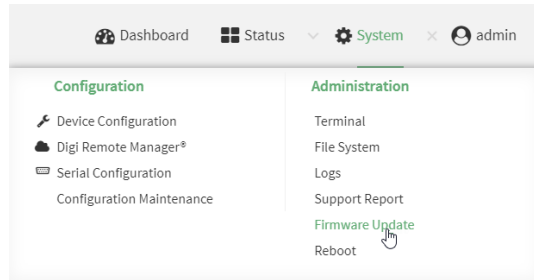 Dashboard Status System admin
Configuration
Device Configuration
Digi Remote Manager®
Serial Configuration
Configuration Maintenance
Administration
Terminal
File System
Logs
Support Report
Firmware Update
Reboot